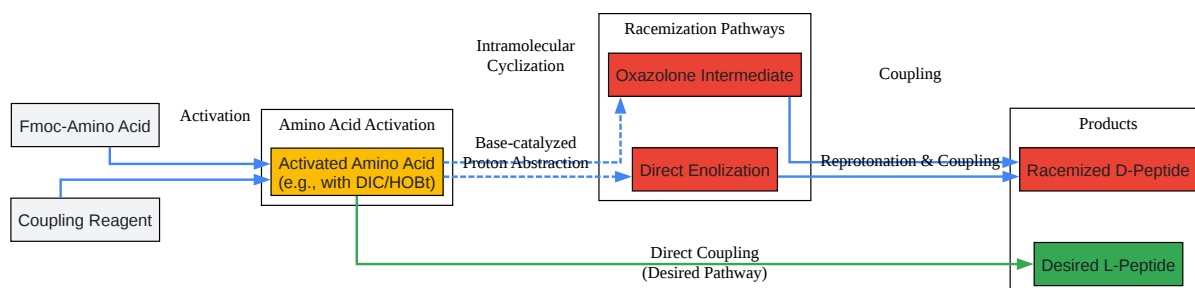 Racemization Pathways
Intramolecular
Cyclization
Oxazolone Intermediate
Coupling
Fmoc-Amino Acid
Activation
Amino Acid Activation
Products
Base-catalyzed
Proton Abstraction
Activated Amino Acid
(e.g., with DIC/HOBt)
Direct Enolization
Reprotonation & Coupling
Racemized D-Peptide
Coupling Reagent
Direct Coupling
(Desired Pathway)
Desired L-Peptide